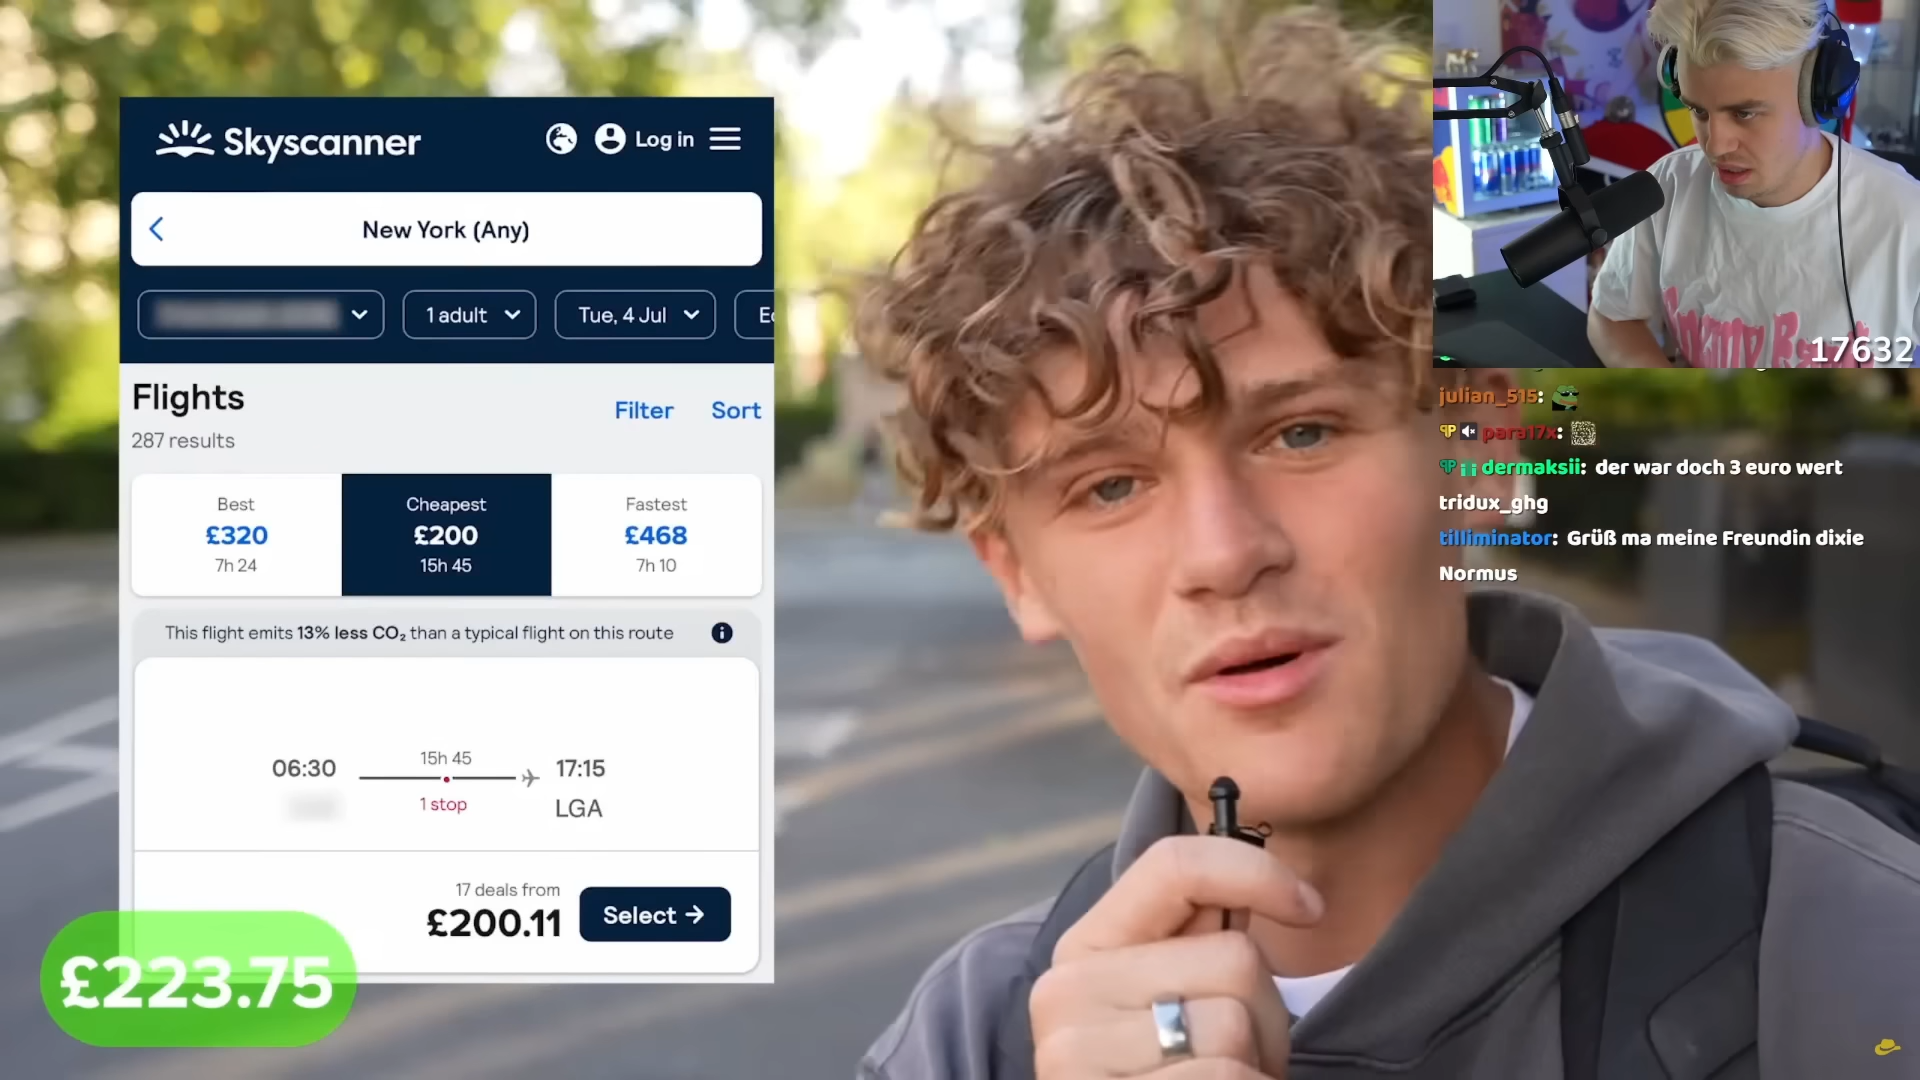 Skyscanner
Log in
New York (Any)
1 adult
Tue, 4 Jul
Flights
Filter
Sort
287 results
Best
£320
7h 24
Cheapest
£200
15h 45
Fastest
£468
7h 10
This flight emits 13% less CO₂ than a typical flight on this route
06:30
15h 45
1 stop
17:15
LGA
17 deals from
£200.11
Select →
£223.75
17632
julian_515:
para17x:
dermaksii: der war doch 3 euro wert
tridux_ghg
tilliminator: Grüß ma meine Freundin dixie
Normus